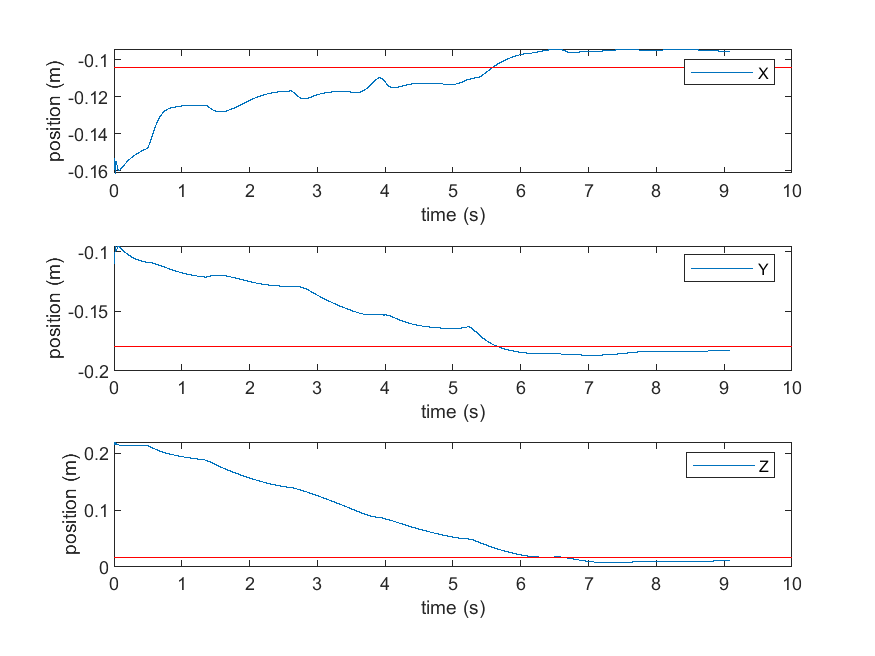 -0.1
-0.12
-0.14
-0.16
position (m)
X
0 1 2 3 4 5 6 7 8 9 10
time (s)
-0.1
-0.15
-0.2
position (m)
Y
0 1 2 3 4 5 6 7 8 9 10
time (s)
0.2
0.1
0
position (m)
Z
0 1 2 3 4 5 6 7 8 9 10
time (s)